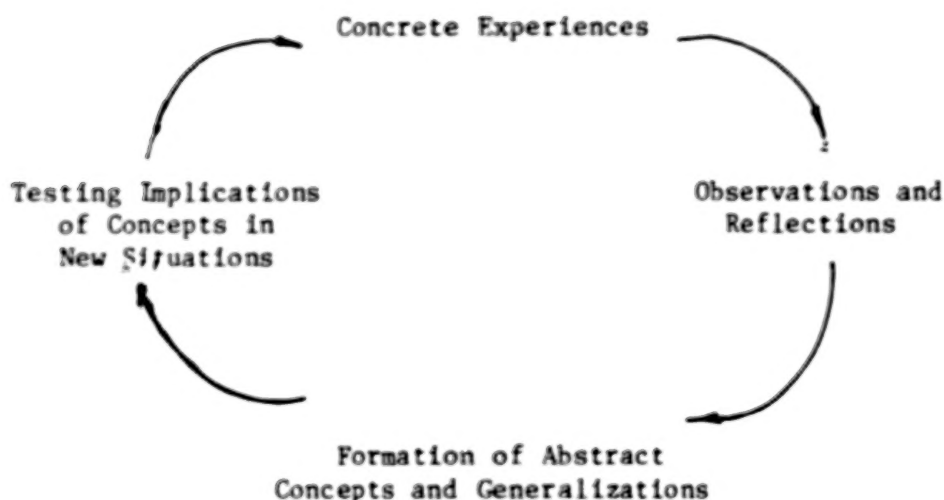 Concrete Experiences
Observations and
Reflections
Formation of Abstract
Concepts and Generalizations
Testing Implications
of Concepts in
New Situations